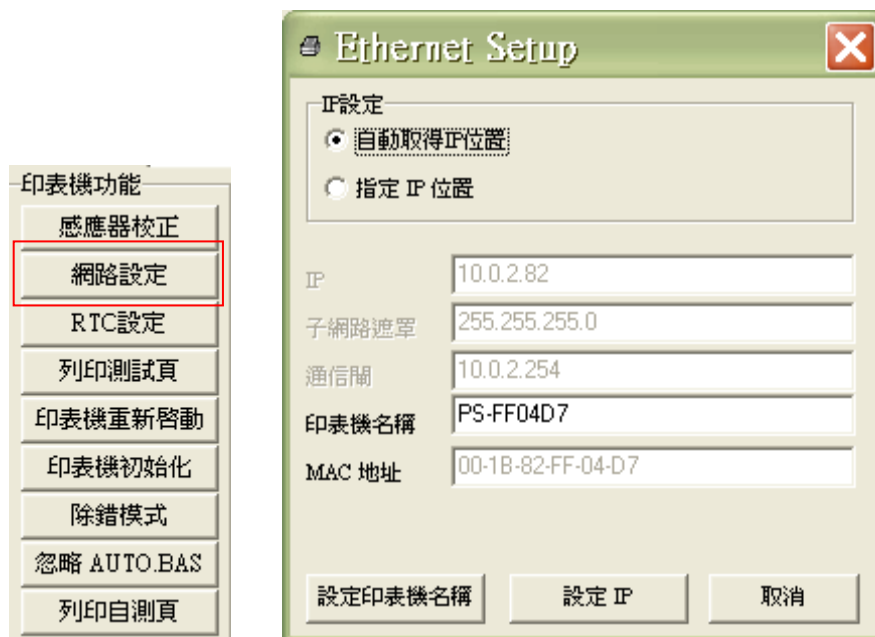 印表機功能
感應器校正
網路設定
RTC設定
列印測試頁
印表機重新啓動
印表機初始化
除錯模式
忽略 AUTO.BAS
列印自測頁
Ethernet Setup
IP設定
自動取得IP位置
指定 IP 位置
IP 10.0.2.82
子網路遮罩 255.255.255.0
通信閘 10.0.2.254
印表機名稱 PS-FF04D7
MAC 地址 00-1B-82-FF-04-D7
設定印表機名稱 設定 IP 取消